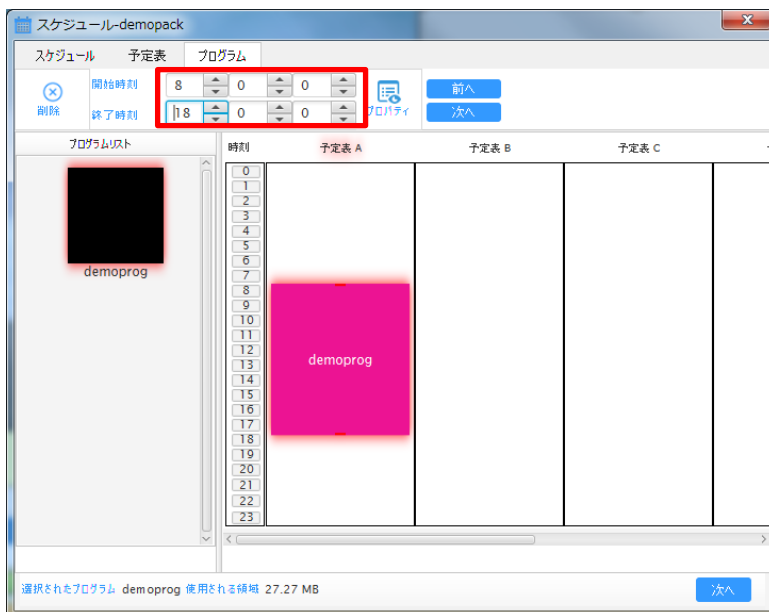 スケジュール-demopack
x
スケジュール 予定表 プログラム
削除
開始時刻 8 0 0
終了時刻 18 0 0
プロパティ
前へ
次へ
プログラムリスト
demoprog
時刻 予定表 A 予定表 B 予定表 C
0
1
2
3
4
5
6
7
8
9
10
11
12
13
14
15
16
17
18
19
20
21
22
23
demoprog
選択されたプログラム demoprog 使用される領域 27.27 MB
次へ